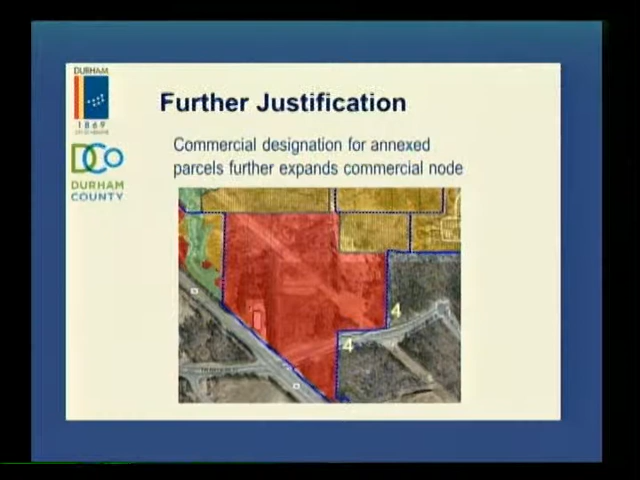 DURHAM
1869
Further Justification
Commercial designation for annexed
parcels further expands commercial node
DCo
DURHAM
COUNTY
4
4